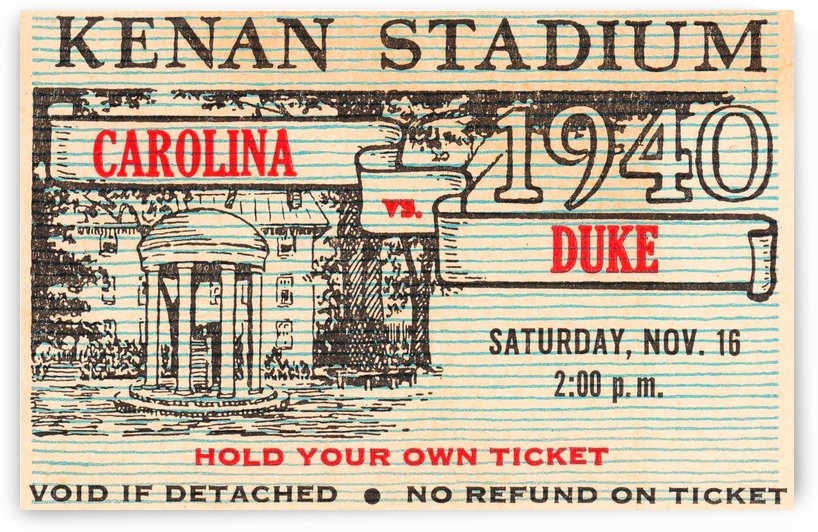 KENAN STADIUM
1940
CAROLINA
vs.
DUKE
SATURDAY, NOV. 16
2:00 p.m.
HOLD YOUR OWN TICKET
VOID IF DETACHED ● NO REFUND ON TICKET